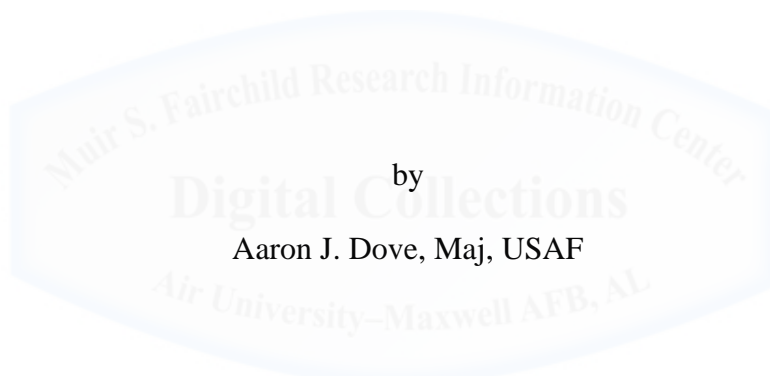 Muir S. Fairchild Research Information Center
by
Digital Collections
Aaron J. Dove, Maj, USAF
Air University–Maxwell AFB, AL